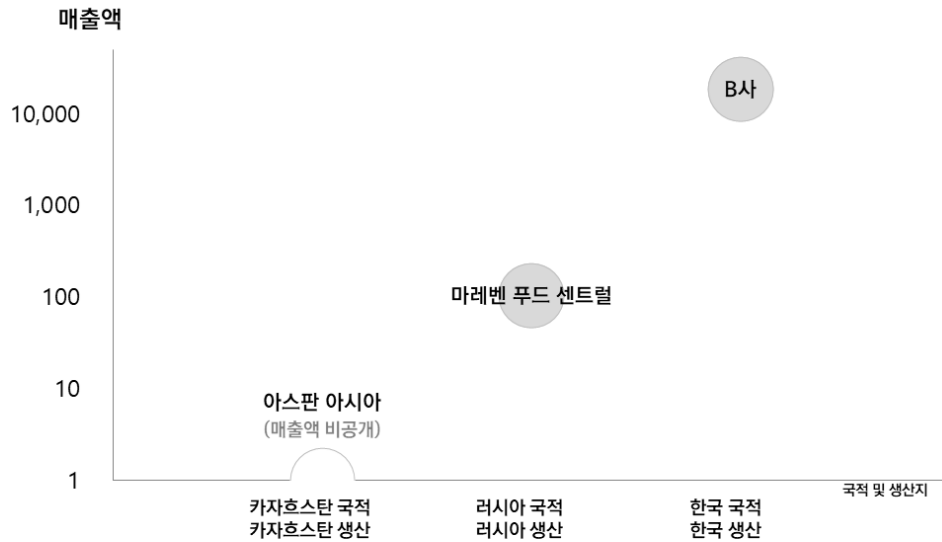 매출액
B사
10,000
1,000
마레벤 푸드 센트럴
100
10
아스판 아시아
(매출액 비공개)
1
국적 및 생산지
카자흐스탄 국적
카자흐스탄 생산
러시아 국적
러시아 생산
한국 국적
한국 생산